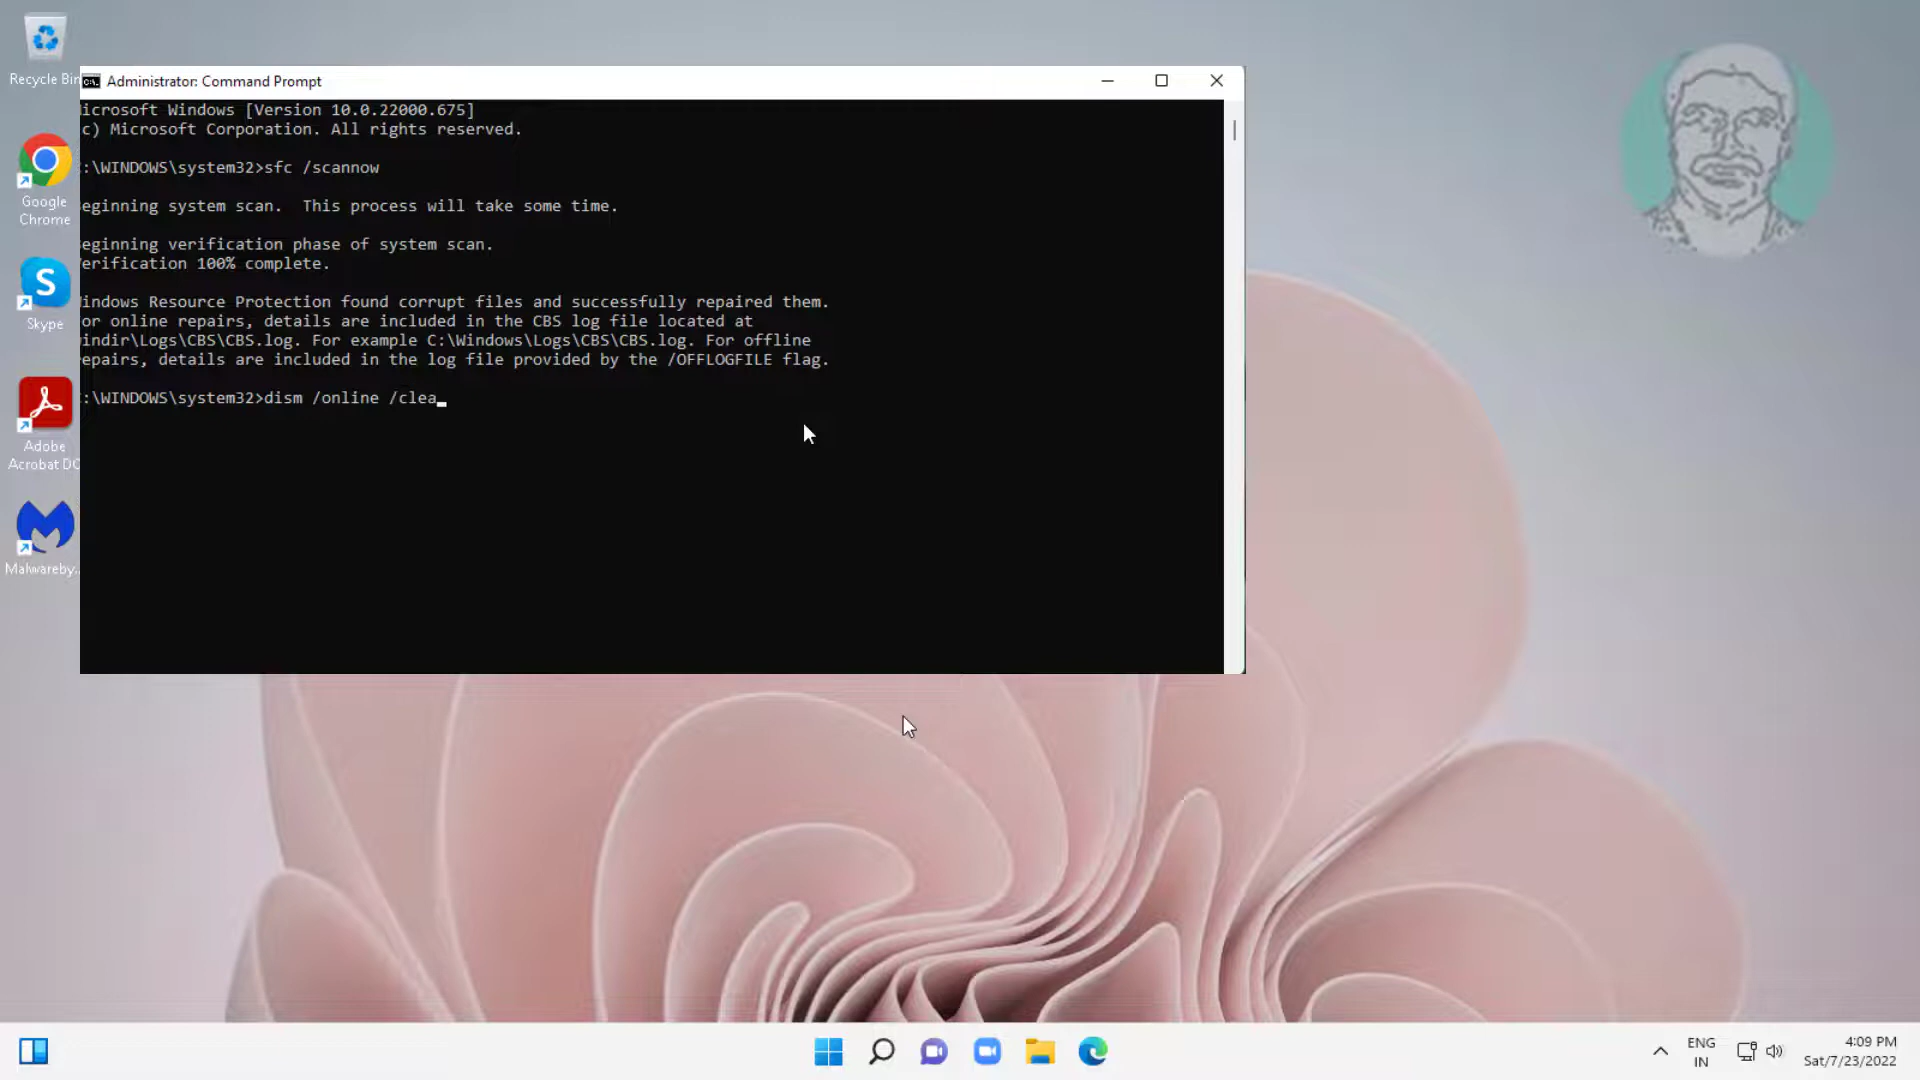 Recycle Bin
Administrator: Command Prompt
icrosoft Windows [Version 10.0.22000.675]
c) Microsoft Corporation. All rights reserved.
:\WINDOWS\system32>sfc /scannow
eginning system scan.  This process will take some time.
eginning verification phase of system scan.
erification 100% complete.
indows Resource Protection found corrupt files and successfully repaired them.
or online repairs, details are included in the CBS log file located at
indir\Logs\CBS\CBS.log. For example C:\Windows\Logs\CBS\CBS.log. For offline
epairs, details are included in the log file provided by the /OFFLOGFILE flag.
:\WINDOWS\system32>dism /online /clea_
Google
Chrome
Skype
Adobe
Acrobat DC
Malwareby...
ENG
IN
4:09 PM
Sat/7/23/2022